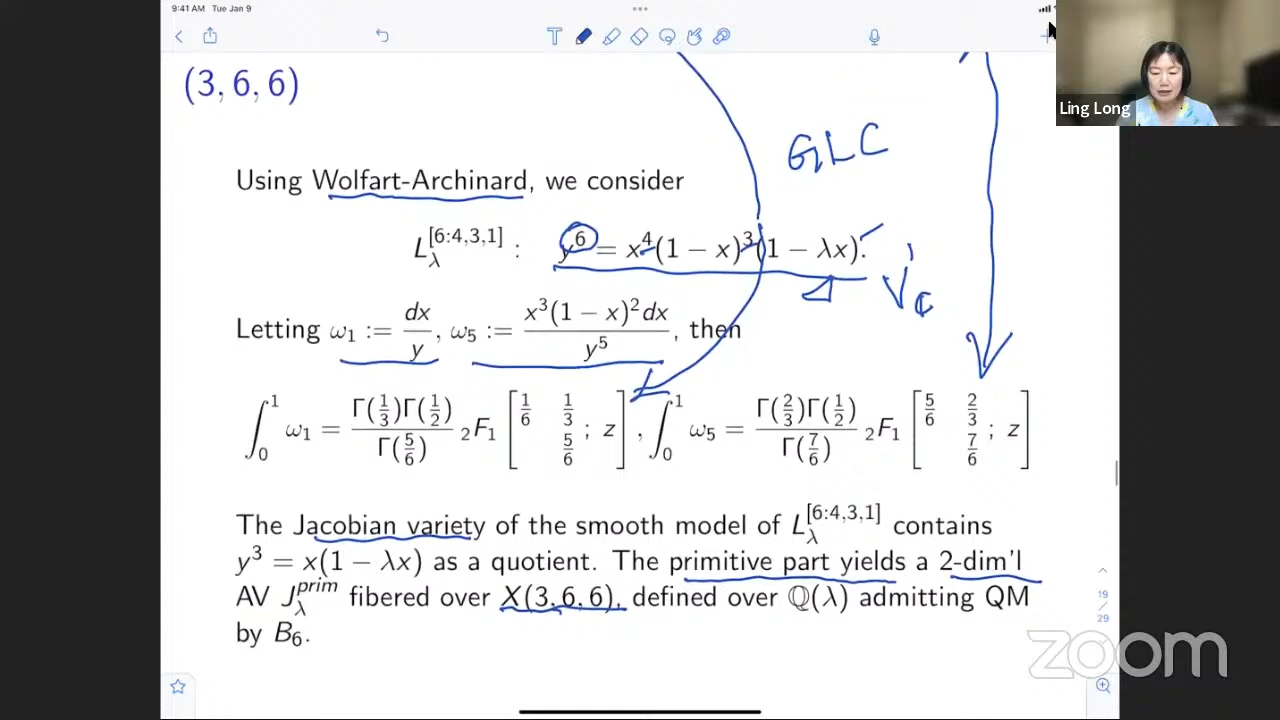 9:41 AM Tue Jan 9
Ling Long
(3, 6, 6)
GLC
Using Wolfart-Archinard, we consider
L_λ^{[6:4,3,1]} : y^6 = x^4(1 − x)^3(1 − λx).
Letting ω_1 := dx/y, ω_5 := x^3(1 − x)^2dx/y^5, then
∫_0^1 ω_1 = Γ(1/3)Γ(1/2)/Γ(5/6) _2F_1 [1/6 1/3 5/6 ; z], ∫_0^1 ω_5 = Γ(2/3)Γ(1/2)/Γ(7/6) _2F_1 [5/6 2/3 7/6 ; z]
The Jacobian variety of the smooth model of L_λ^{[6:4,3,1]} contains
y^3 = x(1 − λx) as a quotient. The primitive part yields a 2-dim'l
AV J_λ^{prim} fibered over X(3, 6, 6), defined over ℚ(λ) admitting QM
by B_6.
19
/
29
zoom